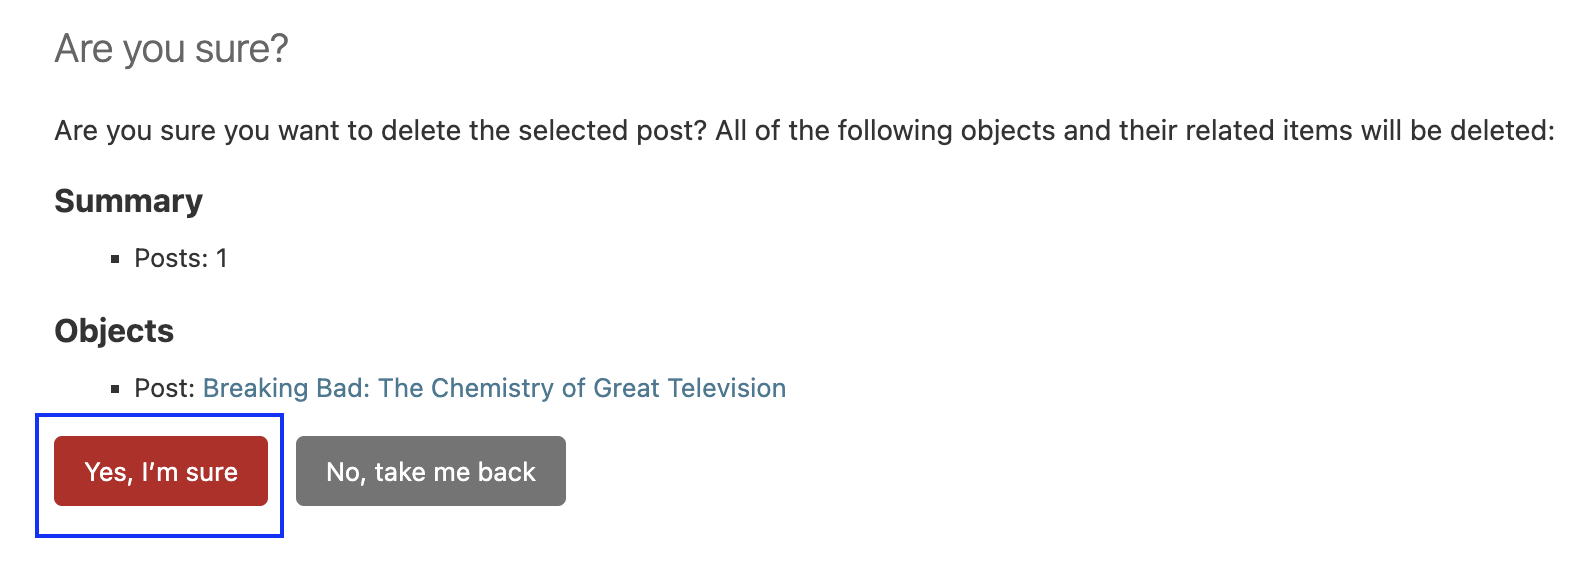 Are you sure?
Are you sure you want to delete the selected post? All of the following objects and their related items will be deleted:
Summary
Posts: 1
Objects
Post: Breaking Bad: The Chemistry of Great Television
Yes, I’m sure No, take me back